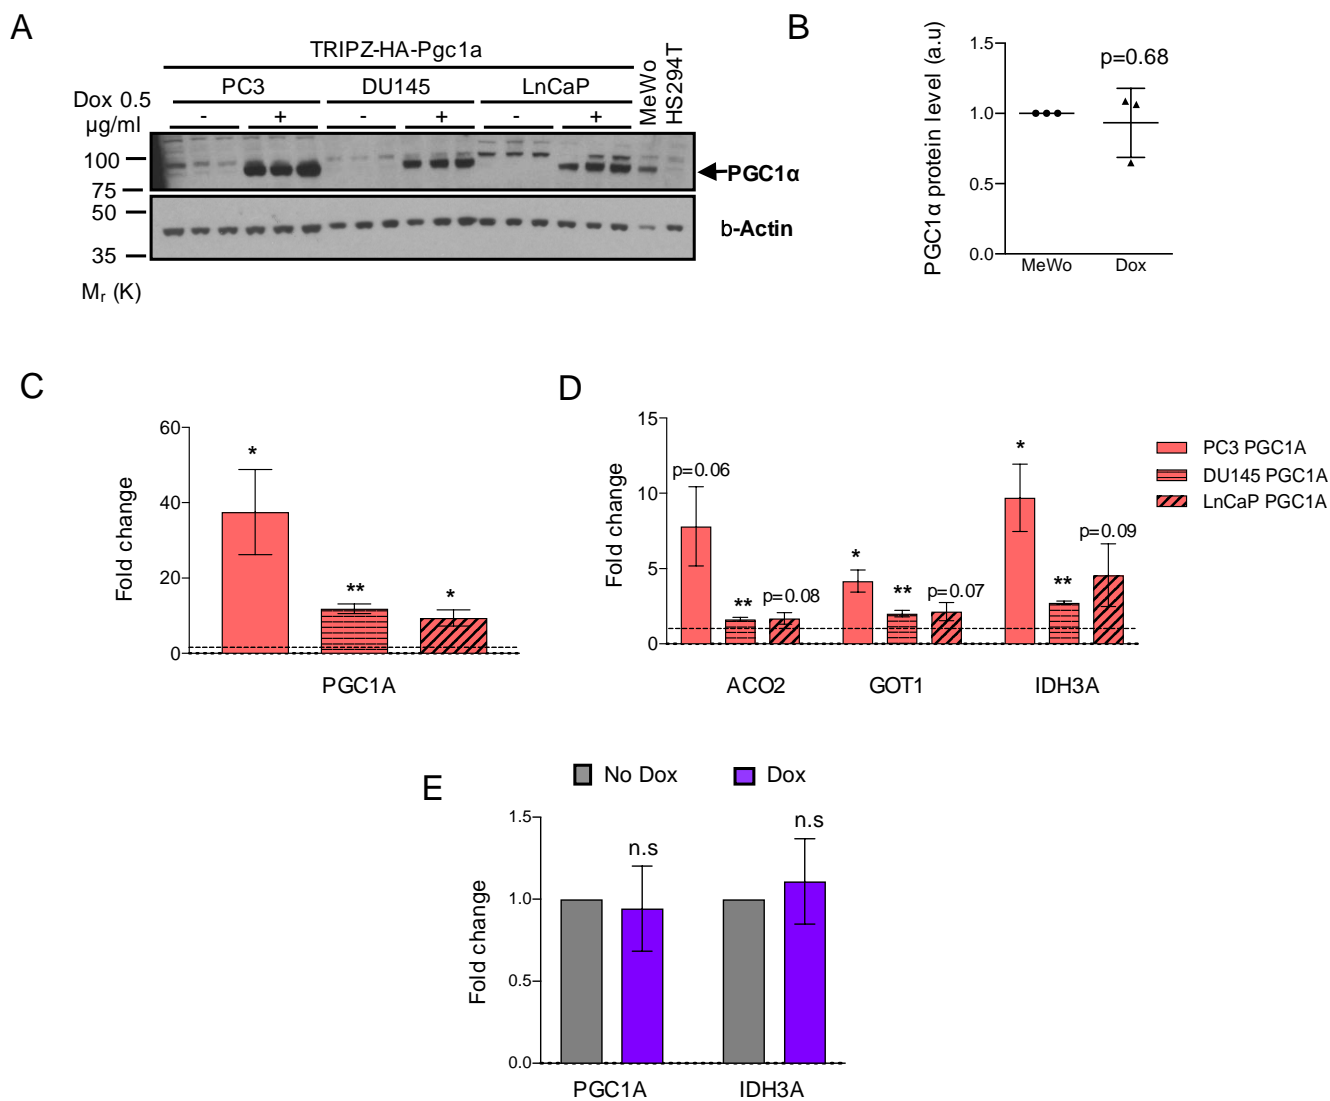 A
TRIPZ-HA-Pgc1a
PC3 DU145 LnCaP MeWo HS294T
Dox 0.5
µg/ml
- + - + - +
100
75
PGC1α
50
35
b-Actin
Mr (K)
B
PGC1α protein level (a.u)
1.5
1.0
0.5
0.0
p=0.68
MeWo Dox
C
Fold change
60
40
20
0
* ** *
PGC1A
D
Fold change
15
10
5
0
p=0.06 ** p=0.08
* ** p=0.07
* ** p=0.09
ACO2 GOT1 IDH3A
PC3 PGC1A
DU145 PGC1A
LnCaP PGC1A
E
No Dox Dox
Fold change
1.5
1.0
0.5
0.0
n.s n.s
PGC1A IDH3A